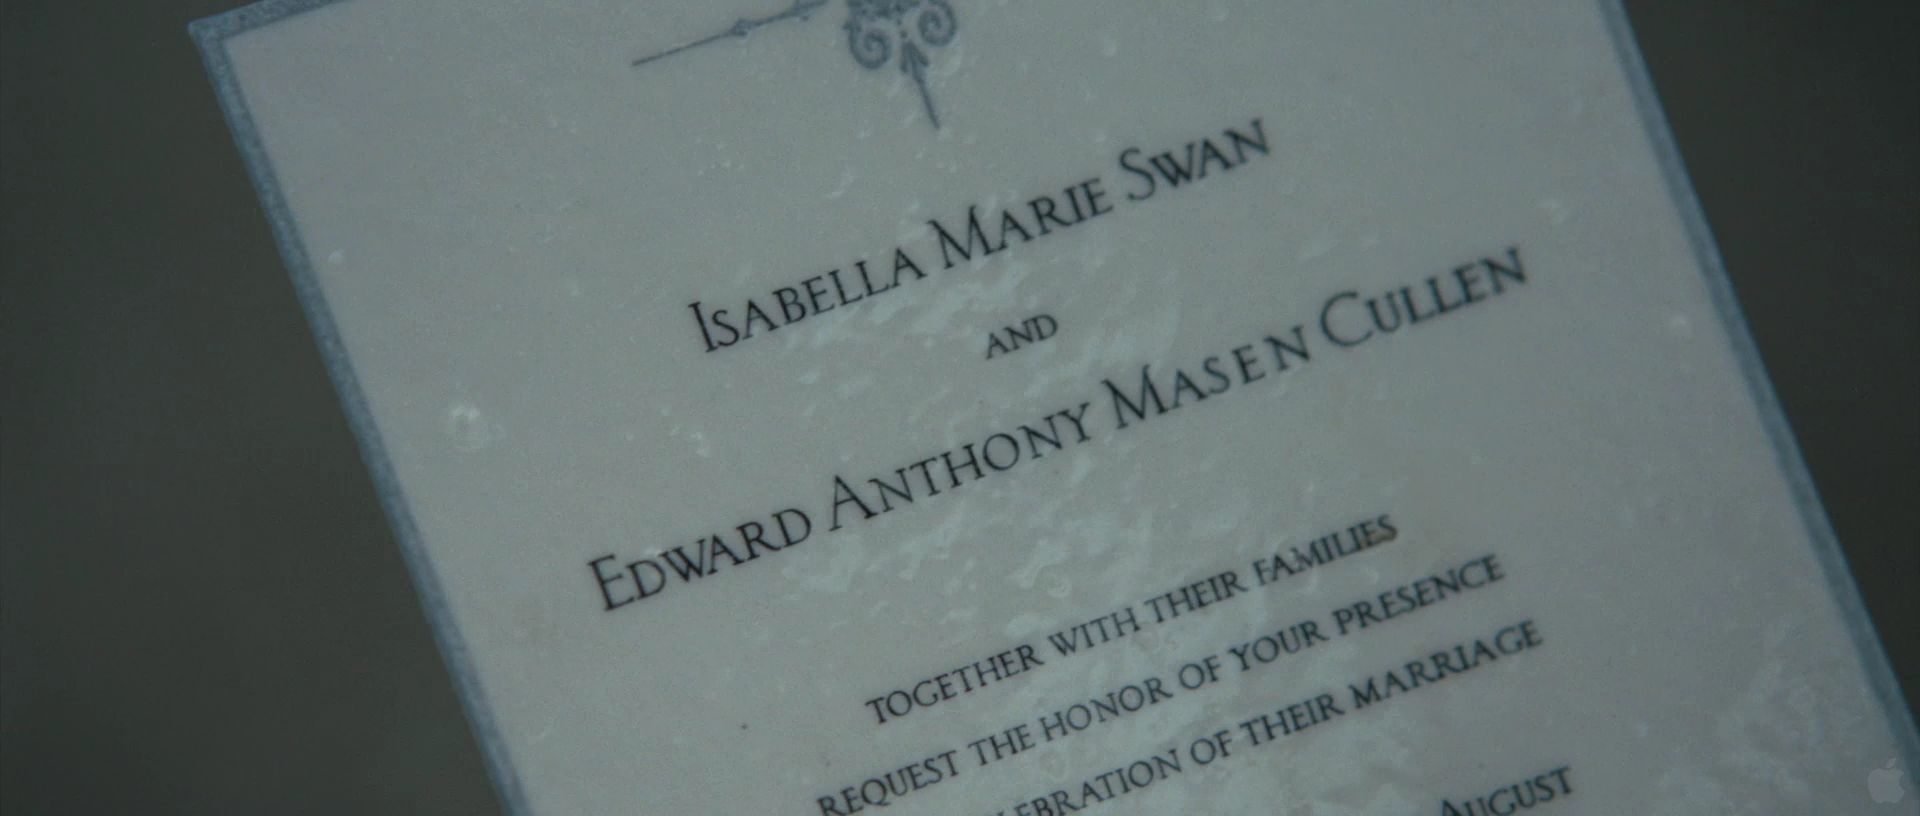 Isabella Marie Swan
and
Edward Anthony Masen Cullen
together with their families
request the honor of your presence
of their marriage
August